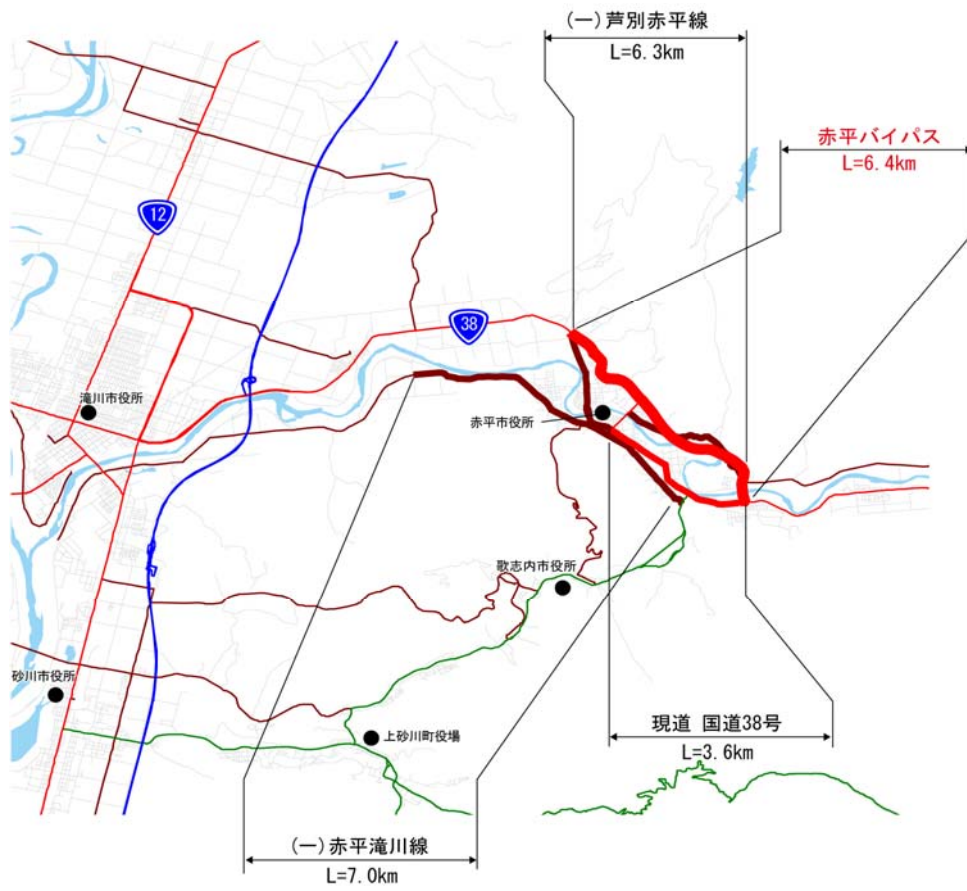 (一)芦別赤平線
L=6.3km
赤平バイパス
L=6.4km
12
38
滝川市役所
赤平市役所
歌志内市役所
砂川市役所
上砂川町役場
現道 国道38号
L=3.6km
(一)赤平滝川線
L=7.0km